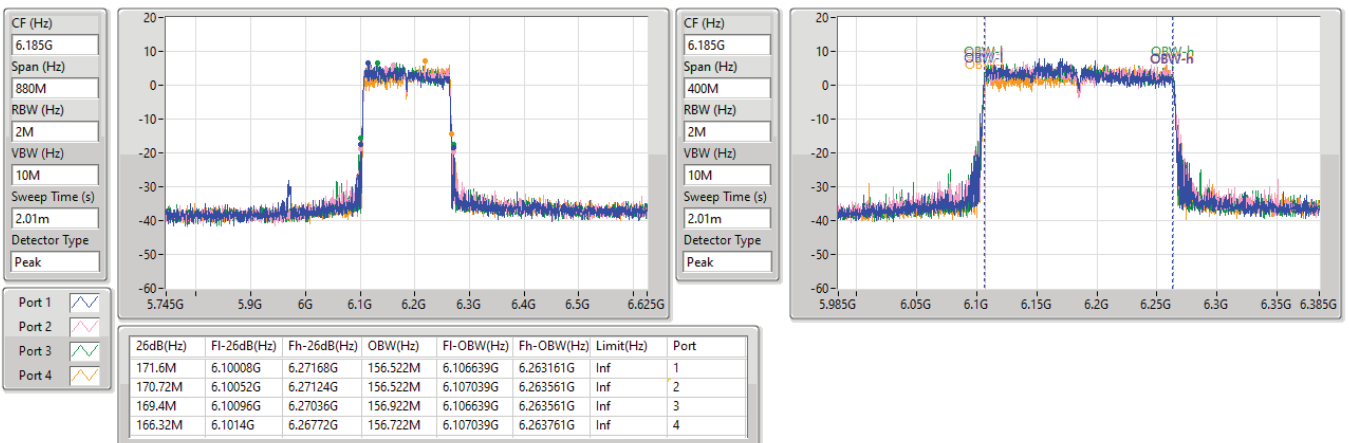 CF (Hz)
6.185G
Span (Hz)
880M
RBW (Hz)
2M
VBW (Hz)
10M
Sweep Time (s)
2.01m
Detector Type
Peak
20
10
0
-10
-20
-30
-40
-50
-60
5.745G 5.9G 6G 6.1G 6.2G 6.3G 6.4G 6.5G 6.625G
CF (Hz)
6.185G
Span (Hz)
400M
RBW (Hz)
2M
VBW (Hz)
10M
Sweep Time (s)
2.01m
Detector Type
Peak
20
10
0
-10
-20
-30
-40
-50
-60
OBW-l OBW-h
5.985G 6.05G 6.1G 6.15G 6.2G 6.25G 6.3G 6.35G 6.385G
Port 1
Port 2
Port 3
Port 4
26dB(Hz) Fl-26dB(Hz) Fh-26dB(Hz) OBW(Hz) Fl-OBW(Hz) Fh-OBW(Hz) Limit(Hz) Port
171.6M 6.10008G 6.27168G 156.522M 6.106639G 6.263161G Inf 1
170.72M 6.10052G 6.27124G 156.522M 6.107039G 6.263561G Inf 2
169.4M 6.10096G 6.27036G 156.922M 6.106639G 6.263561G Inf 3
166.32M 6.1014G 6.26772G 156.722M 6.107039G 6.263761G Inf 4